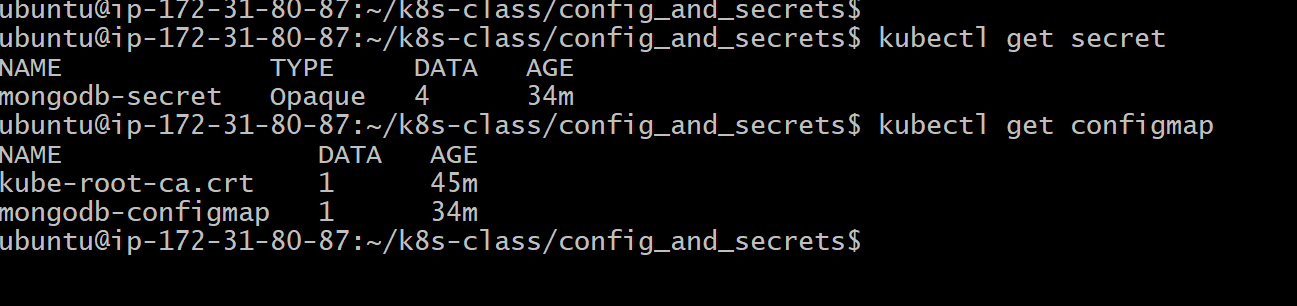 ubuntu@ip-172-31-80-87:~/k8s-class/config_and_secrets$
ubuntu@ip-172-31-80-87:~/k8s-class/config_and_secrets$ kubectl get secret
NAME             TYPE     DATA   AGE
mongodb-secret   Opaque   4      34m
ubuntu@ip-172-31-80-87:~/k8s-class/config_and_secrets$ kubectl get configmap
NAME                DATA   AGE
kube-root-ca.crt    1      45m
mongodb-configmap   1      34m
ubuntu@ip-172-31-80-87:~/k8s-class/config_and_secrets$